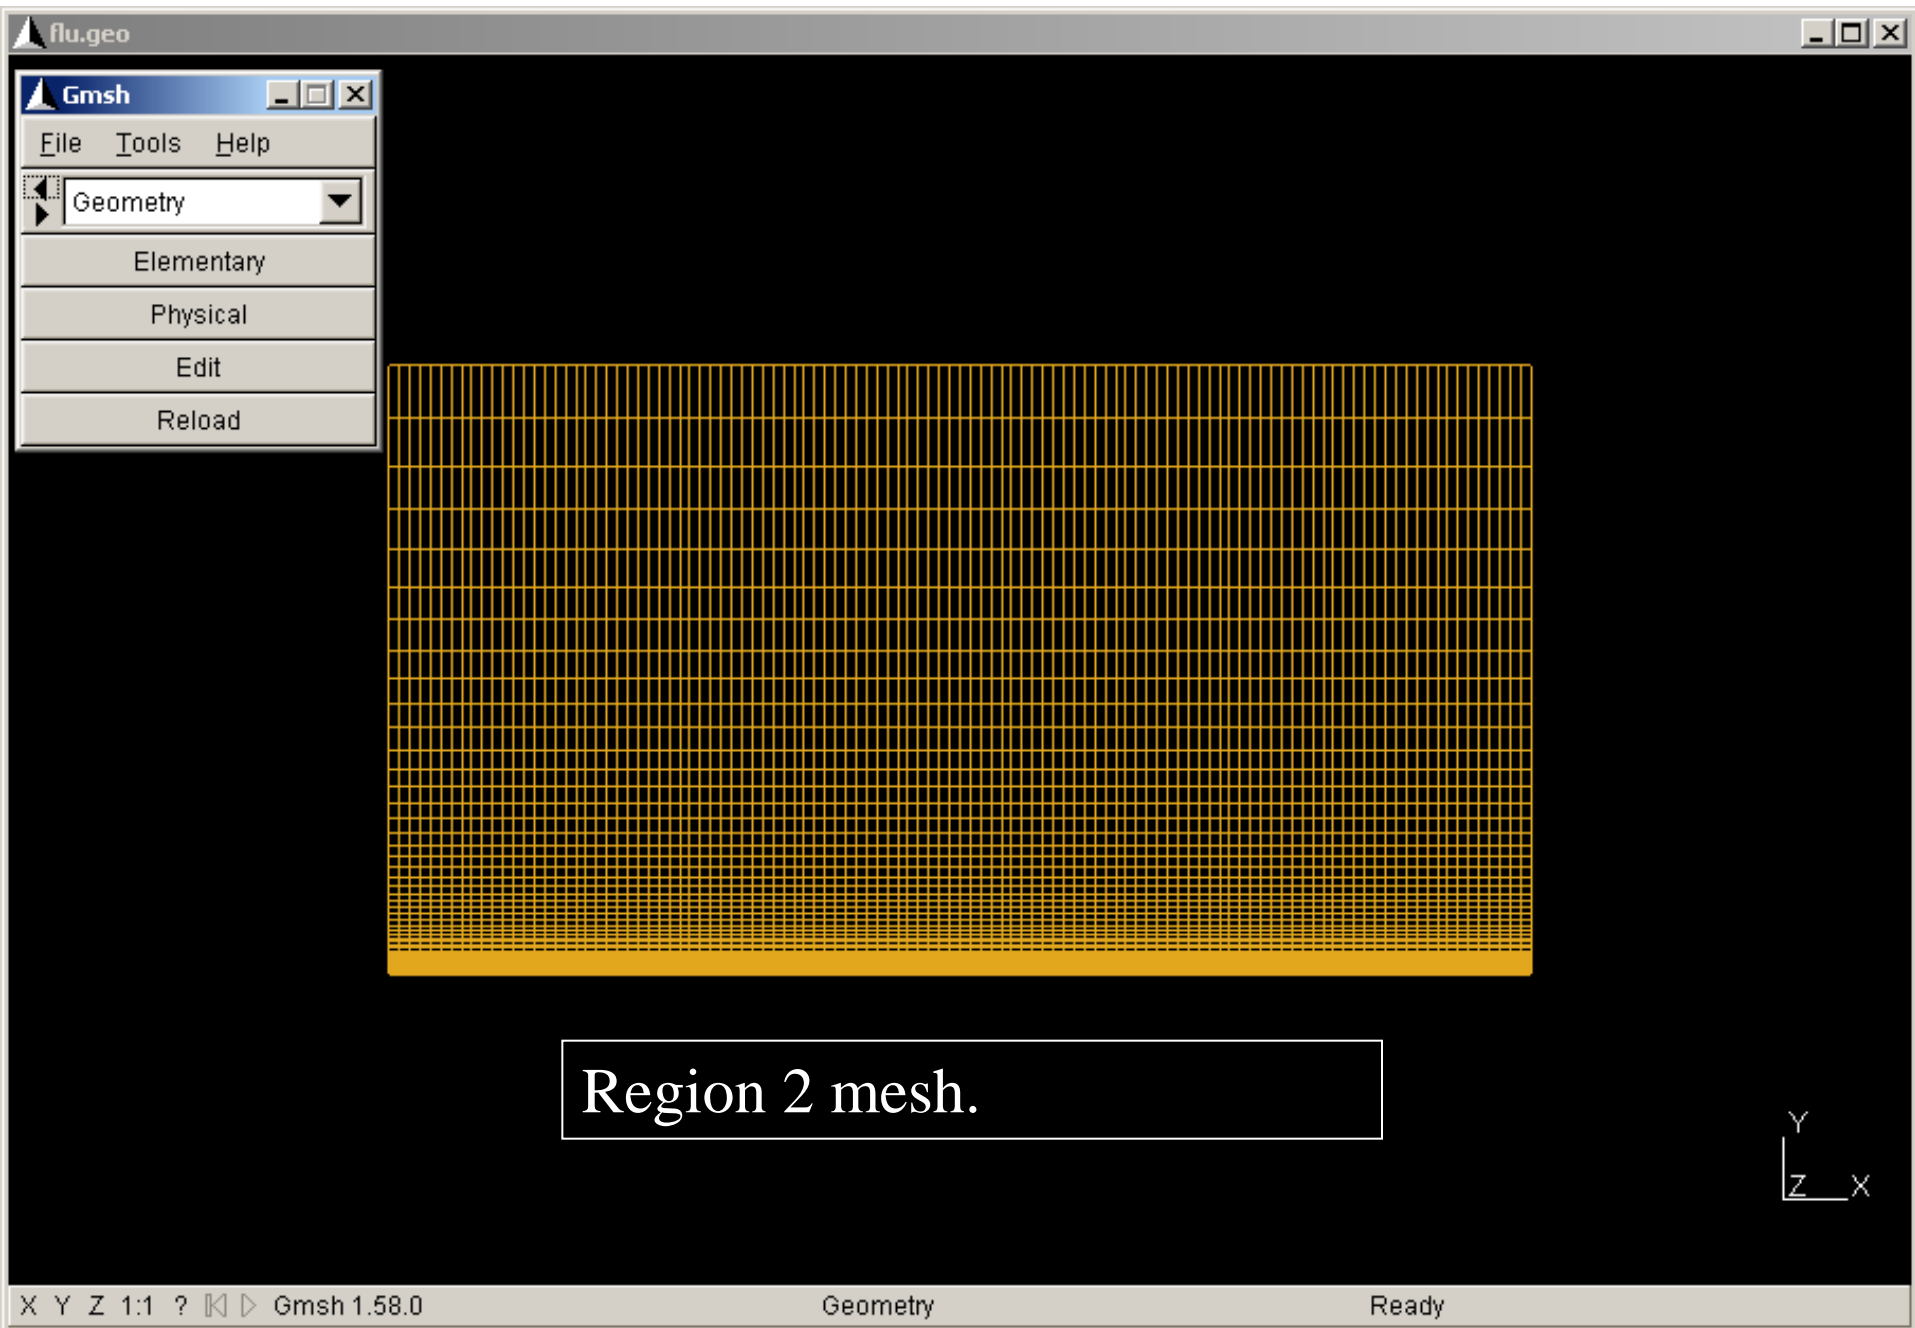 flu.geo
Gmsh
File Tools Help
Geometry
Elementary
Physical
Edit
Reload
Region 2 mesh.
Y
Z X
X Y Z 1:1 ? Gmsh 1.58.0 Geometry Ready